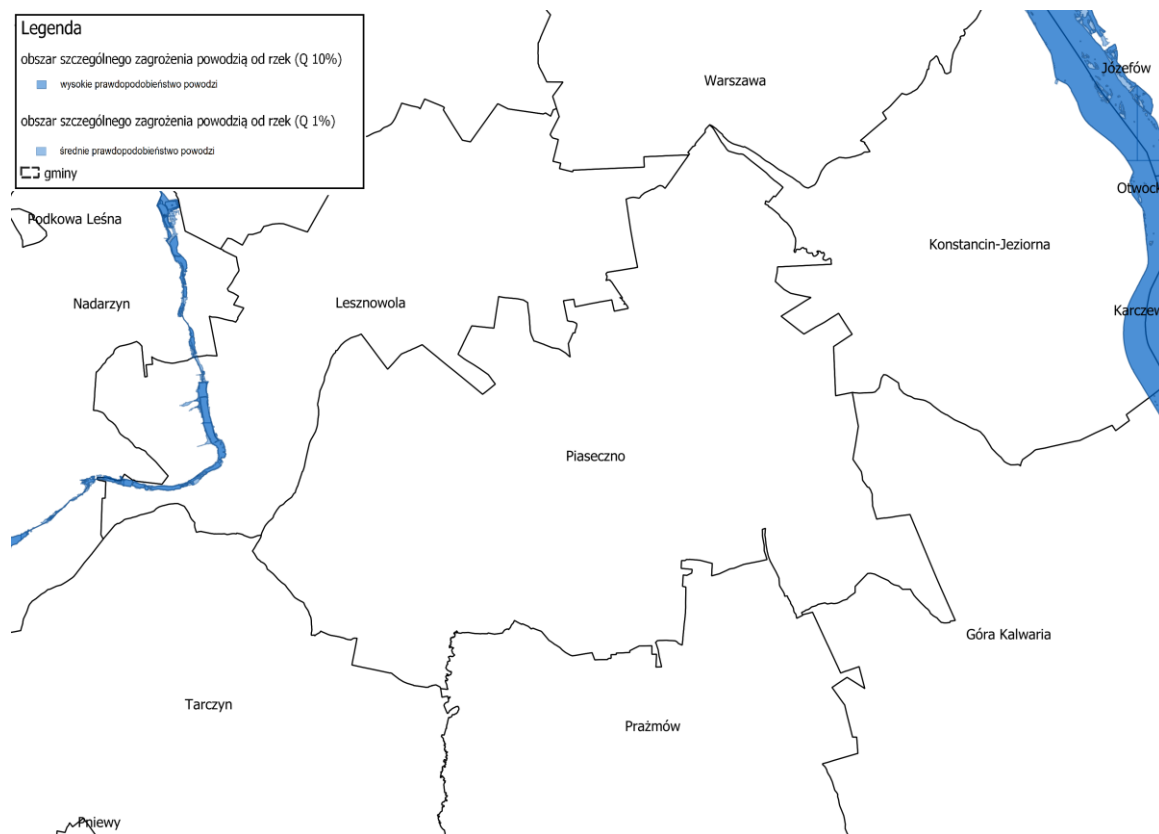 Legenda
obszar szczególnego zagrożenia powodzią od rzek (Q 10%)
wysokie prawdopodobieństwo powodzi
obszar szczególnego zagrożenia powodzią od rzek (Q 1%)
średnie prawdopodobieństwo powodzi
gminy
Warszawa
Józefów
Otwock
Podkowa Leśna
Konstancin-Jeziorna
Nadarzyn
Lesznowola
Karczew
Piaseczno
Góra Kalwaria
Tarczyn
Prażmów
Pniewy